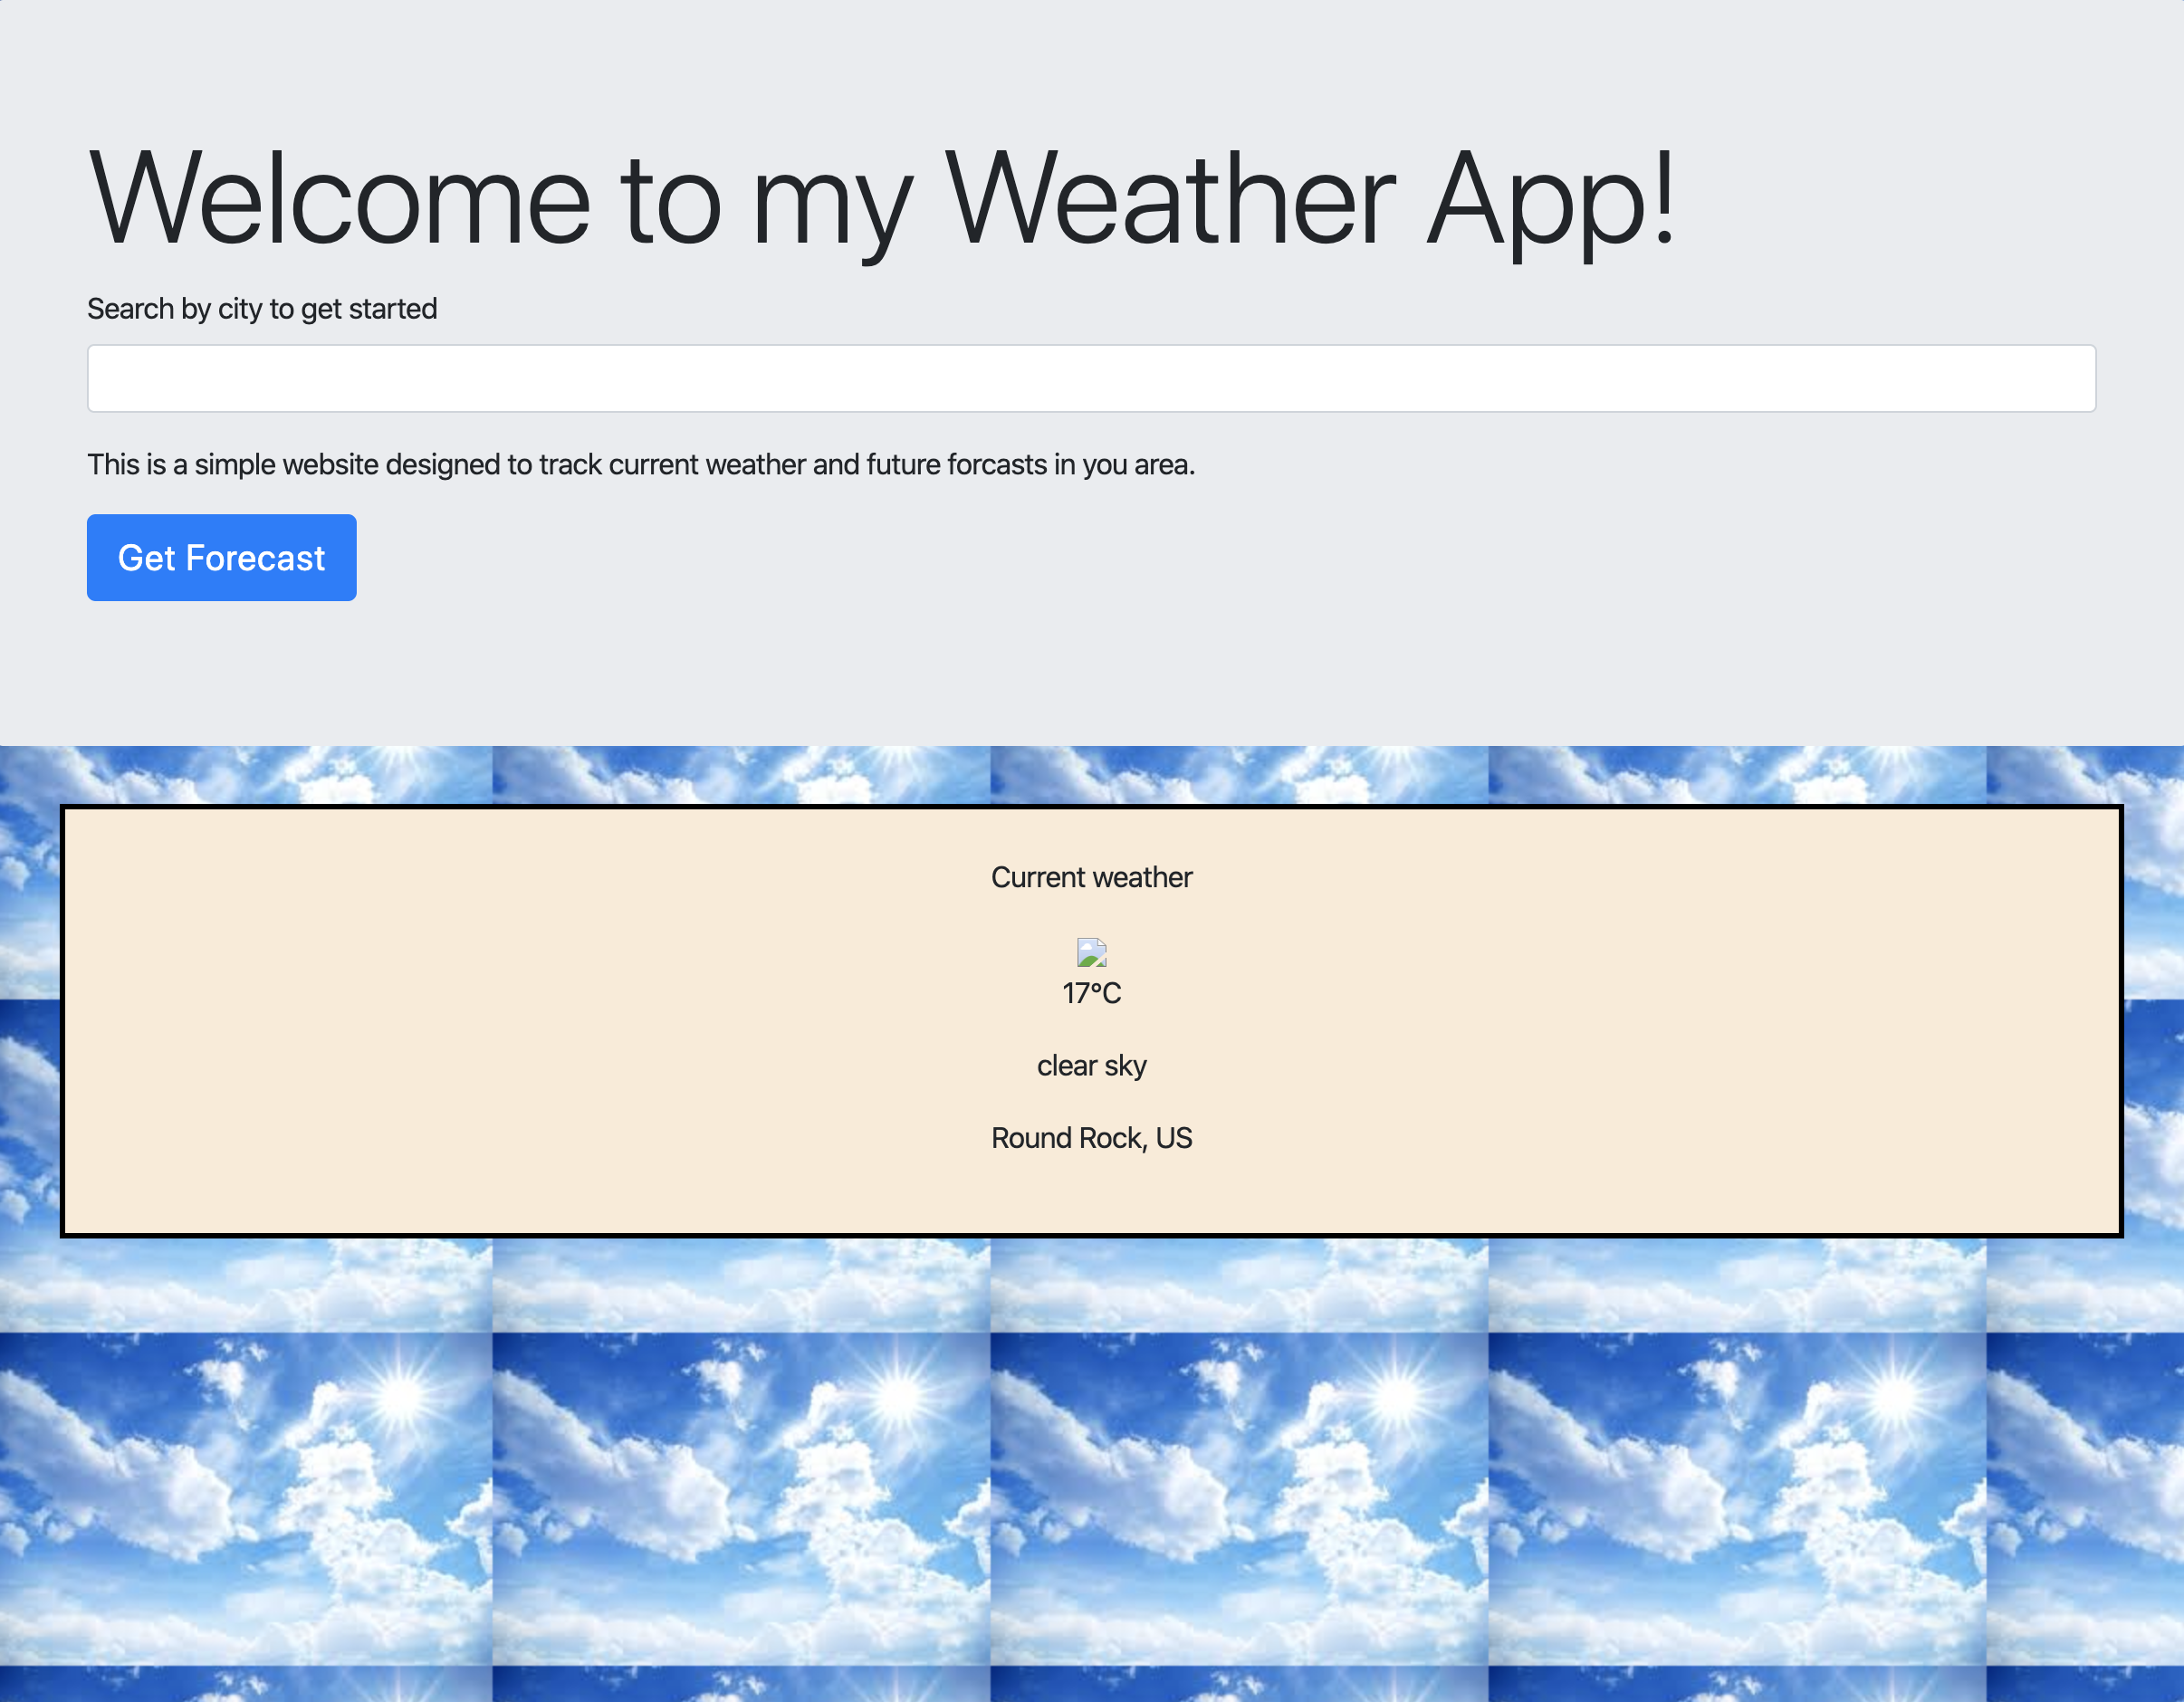 Welcome to my Weather App!
Search by city to get started
This is a simple website designed to track current weather and future forcasts in you area.
Get Forecast
Current weather
17°C
clear sky
Round Rock, US